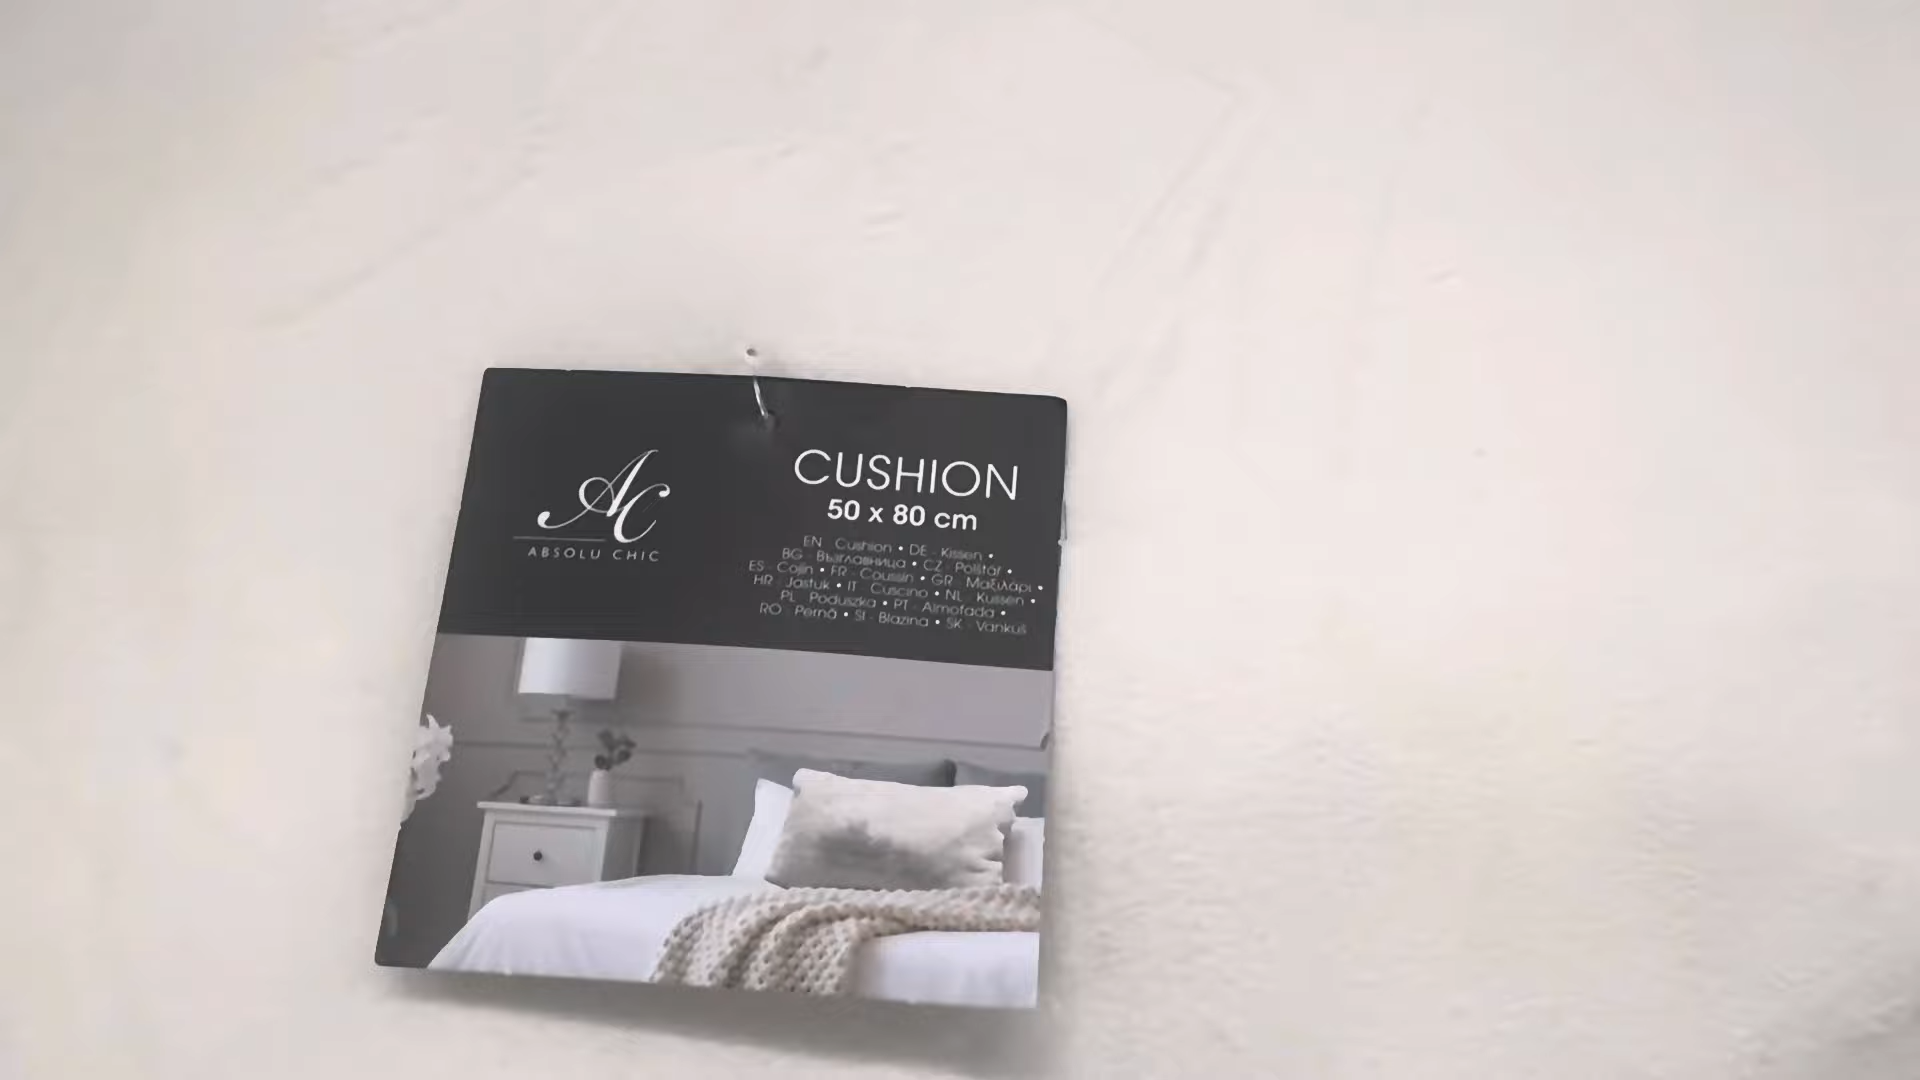 AC
ABSOLU CHIC
CUSHION
50 x 80 cm
EN - Cushion • DE - Kissen •
BG - Възглавница • CZ - Polštář •
ES - Cojín • FR - Coussin • GR - Μαξιλάρι •
HR - Jastuk • IT - Cuscino • NL - Kussen •
PL - Poduszka • PT - Almofada •
RO - Pernă • SI - Blazina • SK - Vankúš